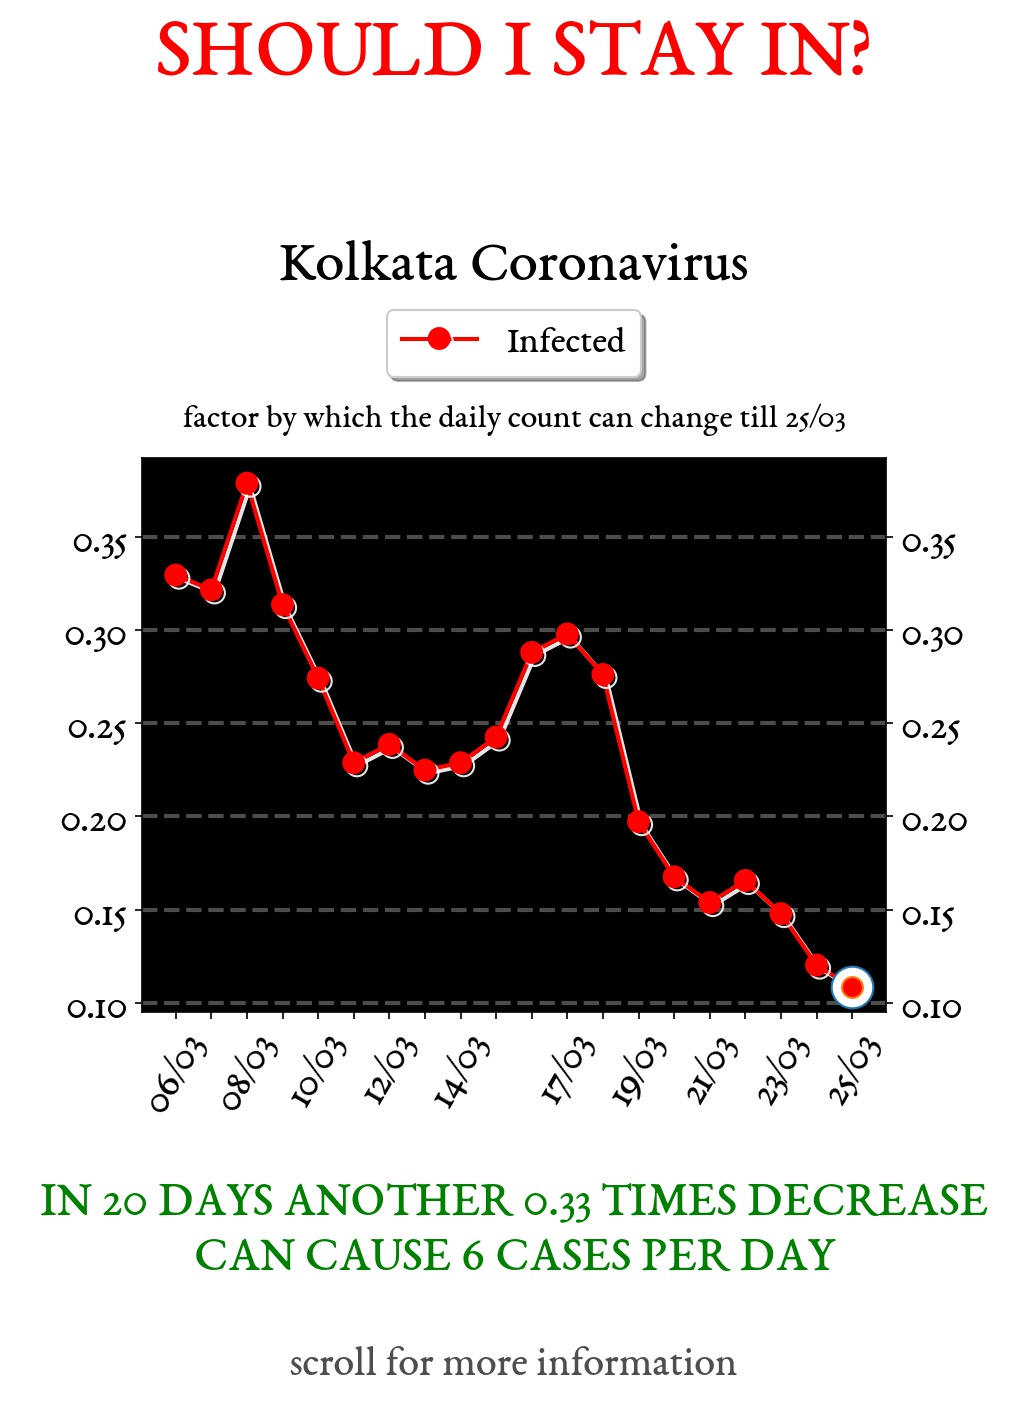 SHOULD I STAY IN?
Kolkata Coronavirus
Infected
factor by which the daily count can change till 25/03
0.35 0.35
0.30 0.30
0.25 0.25
0.20 0.20
0.15 0.15
0.10 0.10
06/03 08/03 10/03 12/03 14/03 17/03 19/03 21/03 23/03 25/03
IN 20 DAYS ANOTHER 0.33 TIMES DECREASE
CAN CAUSE 6 CASES PER DAY
scroll for more information